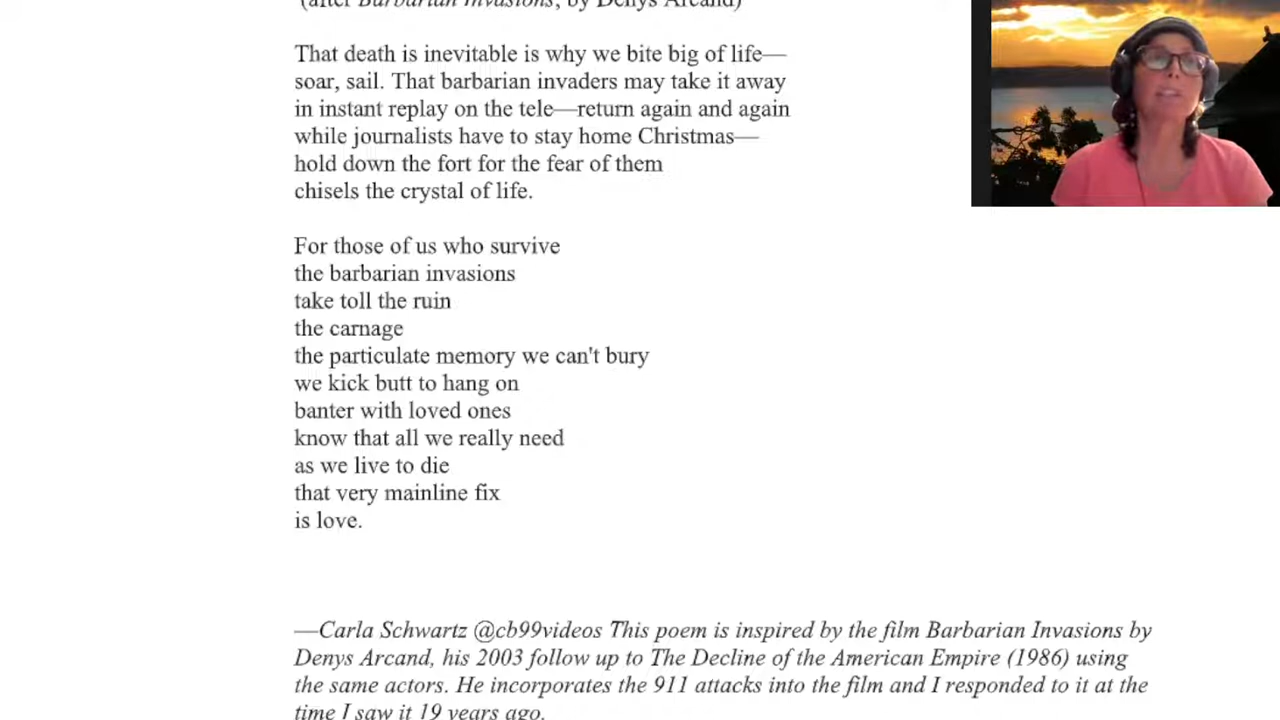 (after Barbarian Invasions, by Denys Arcand)
That death is inevitable is why we bite big of life—
soar, sail. That barbarian invaders may take it away
in instant replay on the tele—return again and again
while journalists have to stay home Christmas—
hold down the fort for the fear of them
chisels the crystal of life.
For those of us who survive
the barbarian invasions
take toll the ruin
the carnage
the particulate memory we can't bury
we kick butt to hang on
banter with loved ones
know that all we really need
as we live to die
that very mainline fix
is love.
—Carla Schwartz @cb99videos This poem is inspired by the film Barbarian Invasions by
Denys Arcand, his 2003 follow up to The Decline of the American Empire (1986) using
the same actors. He incorporates the 911 attacks into the film and I responded to it at the
time I saw it 19 years ago.